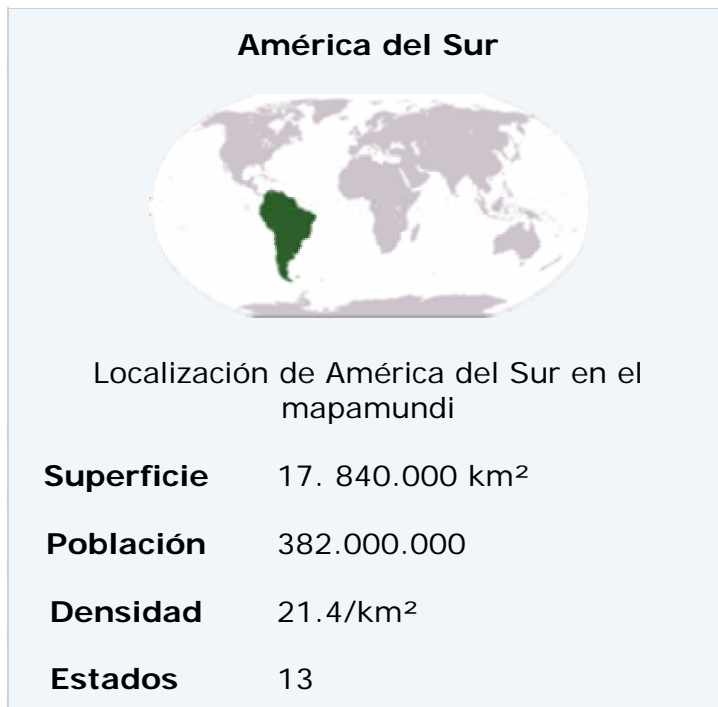 América del Sur
Localización de América del Sur en el
mapamundi
Superficie 17. 840.000 km²
Población 382.000.000
Densidad 21.4/km²
Estados 13